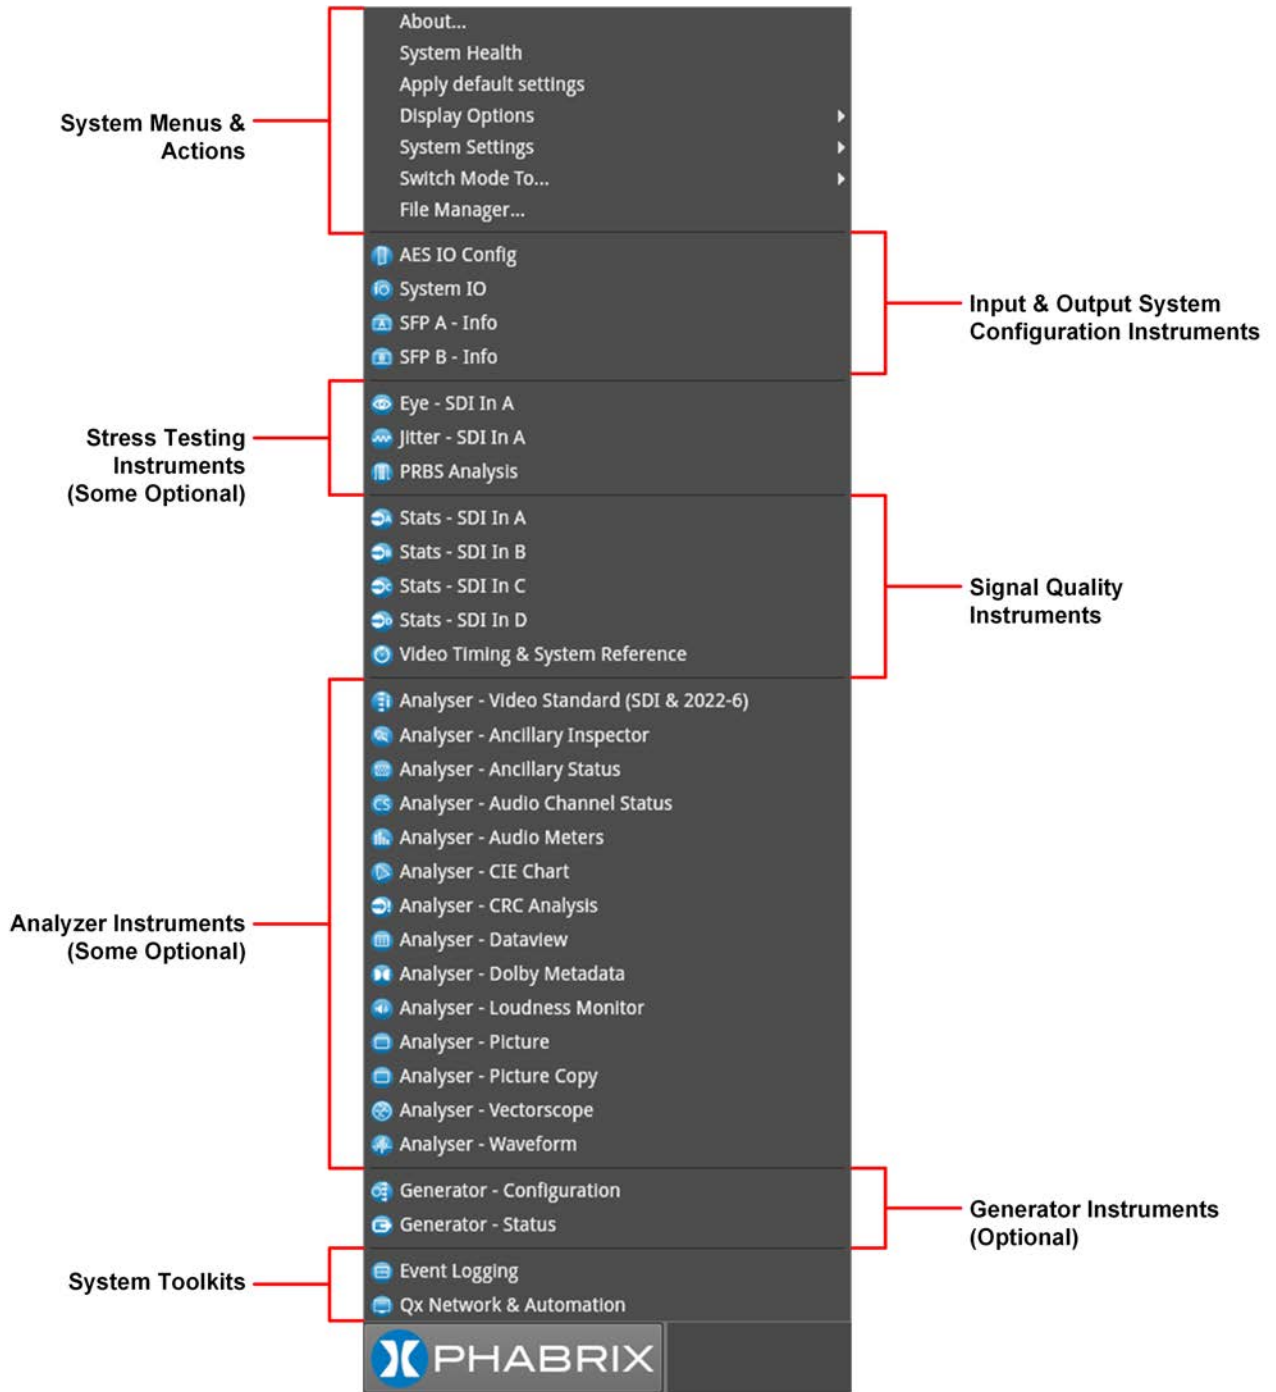 About...
System Health
Apply default settings
Display Options
System Settings
Switch Mode To...
File Manager...
System Menus &
Actions
AES IO Config
System IO
SFP A - Info
SFP B - Info
Input & Output System
Configuration Instruments
Eye - SDI In A
Jitter - SDI In A
PRBS Analysis
Stress Testing
Instruments
(Some Optional)
Stats - SDI In A
Stats - SDI In B
Stats - SDI In C
Stats - SDI In D
Video Timing & System Reference
Signal Quality
Instruments
Analyser - Video Standard (SDI & 2022-6)
Analyser - Ancillary Inspector
Analyser - Ancillary Status
Analyser - Audio Channel Status
Analyser - Audio Meters
Analyser - CIE Chart
Analyser - CRC Analysis
Analyser - Dataview
Analyser - Dolby Metadata
Analyser - Loudness Monitor
Analyser - Picture
Analyser - Picture Copy
Analyser - Vectorscope
Analyser - Waveform
Analyzer Instruments
(Some Optional)
Generator - Configuration
Generator - Status
Generator Instruments
(Optional)
Event Logging
Qx Network & Automation
System Toolkits
PHABRIX